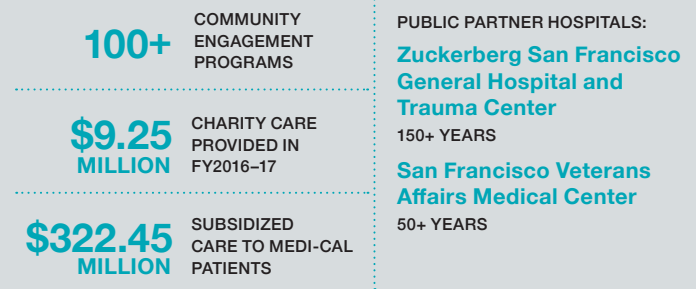 100+
COMMUNITY
ENGAGEMENT
PROGRAMS
$9.25
MILLION
CHARITY CARE
PROVIDED IN
FY2016–17
$322.45
MILLION
SUBSIDIZED
CARE TO MEDI-CAL
PATIENTS
PUBLIC PARTNER HOSPITALS:
Zuckerberg San Francisco
General Hospital and
Trauma Center
150+ YEARS
San Francisco Veterans
Affairs Medical Center
50+ YEARS